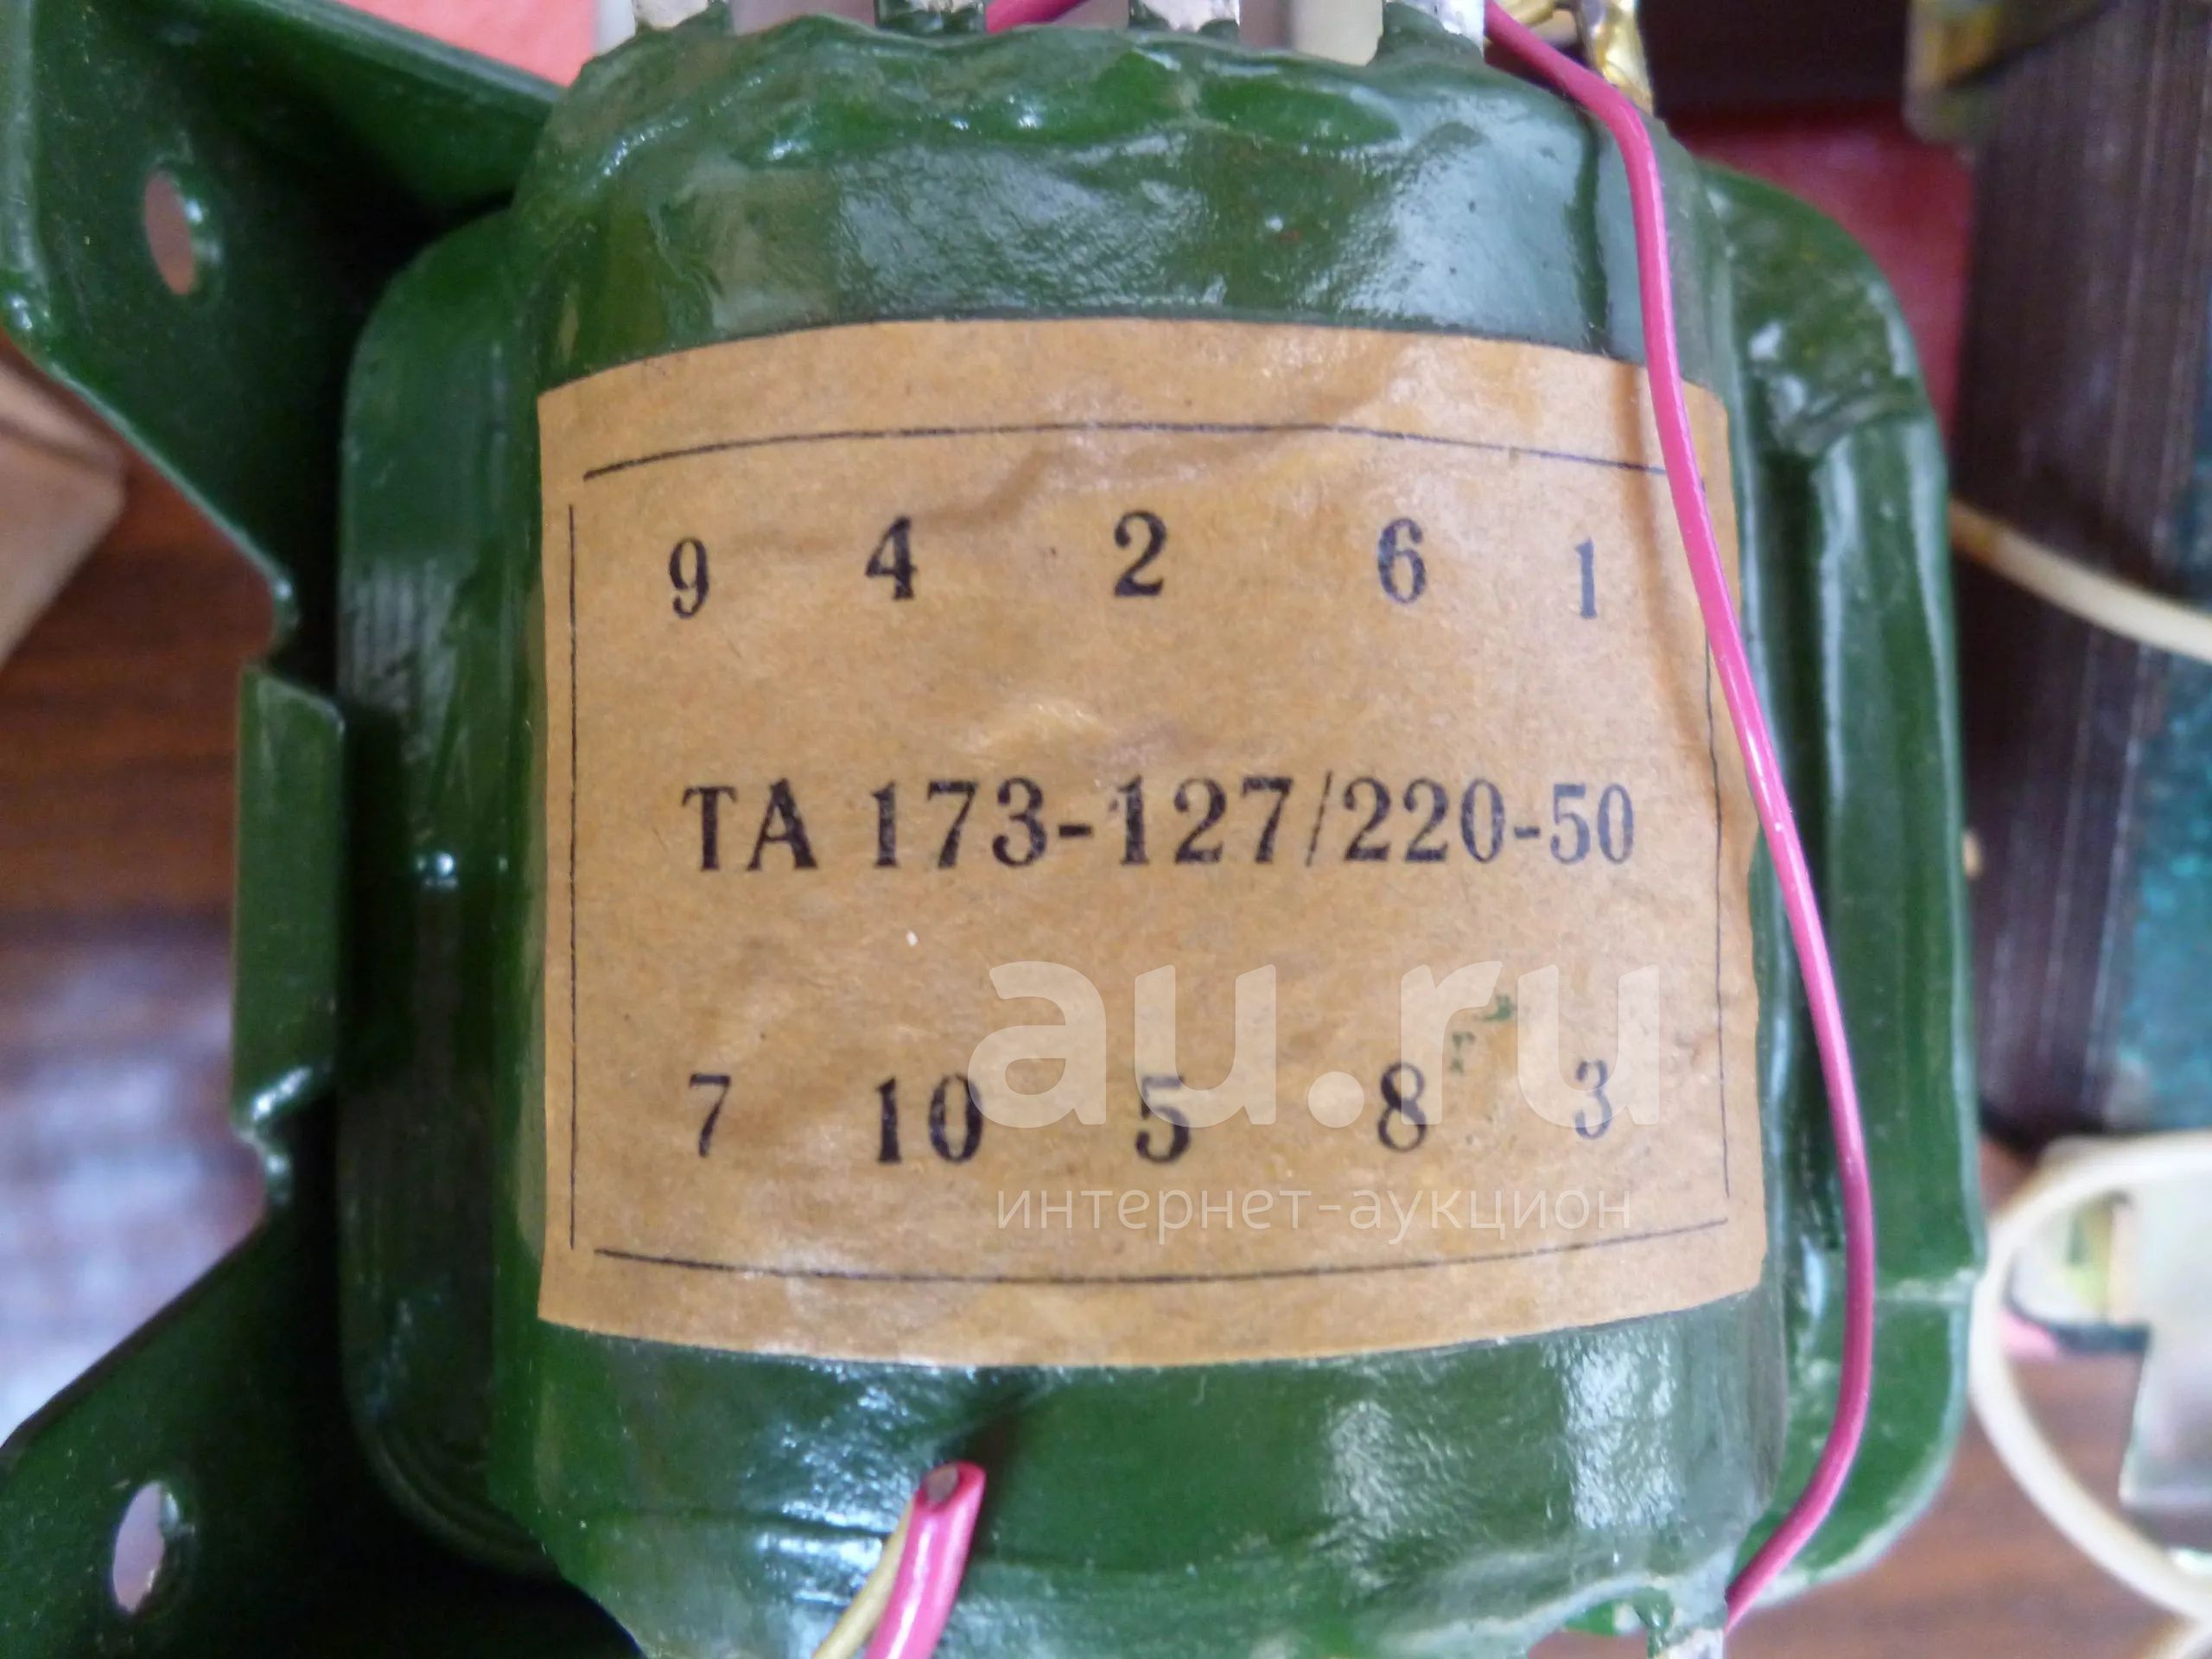 9 4 2 6 1
ТА 173-127/220-50
7 10 5 8 3
au.ru
интернет-аукцион